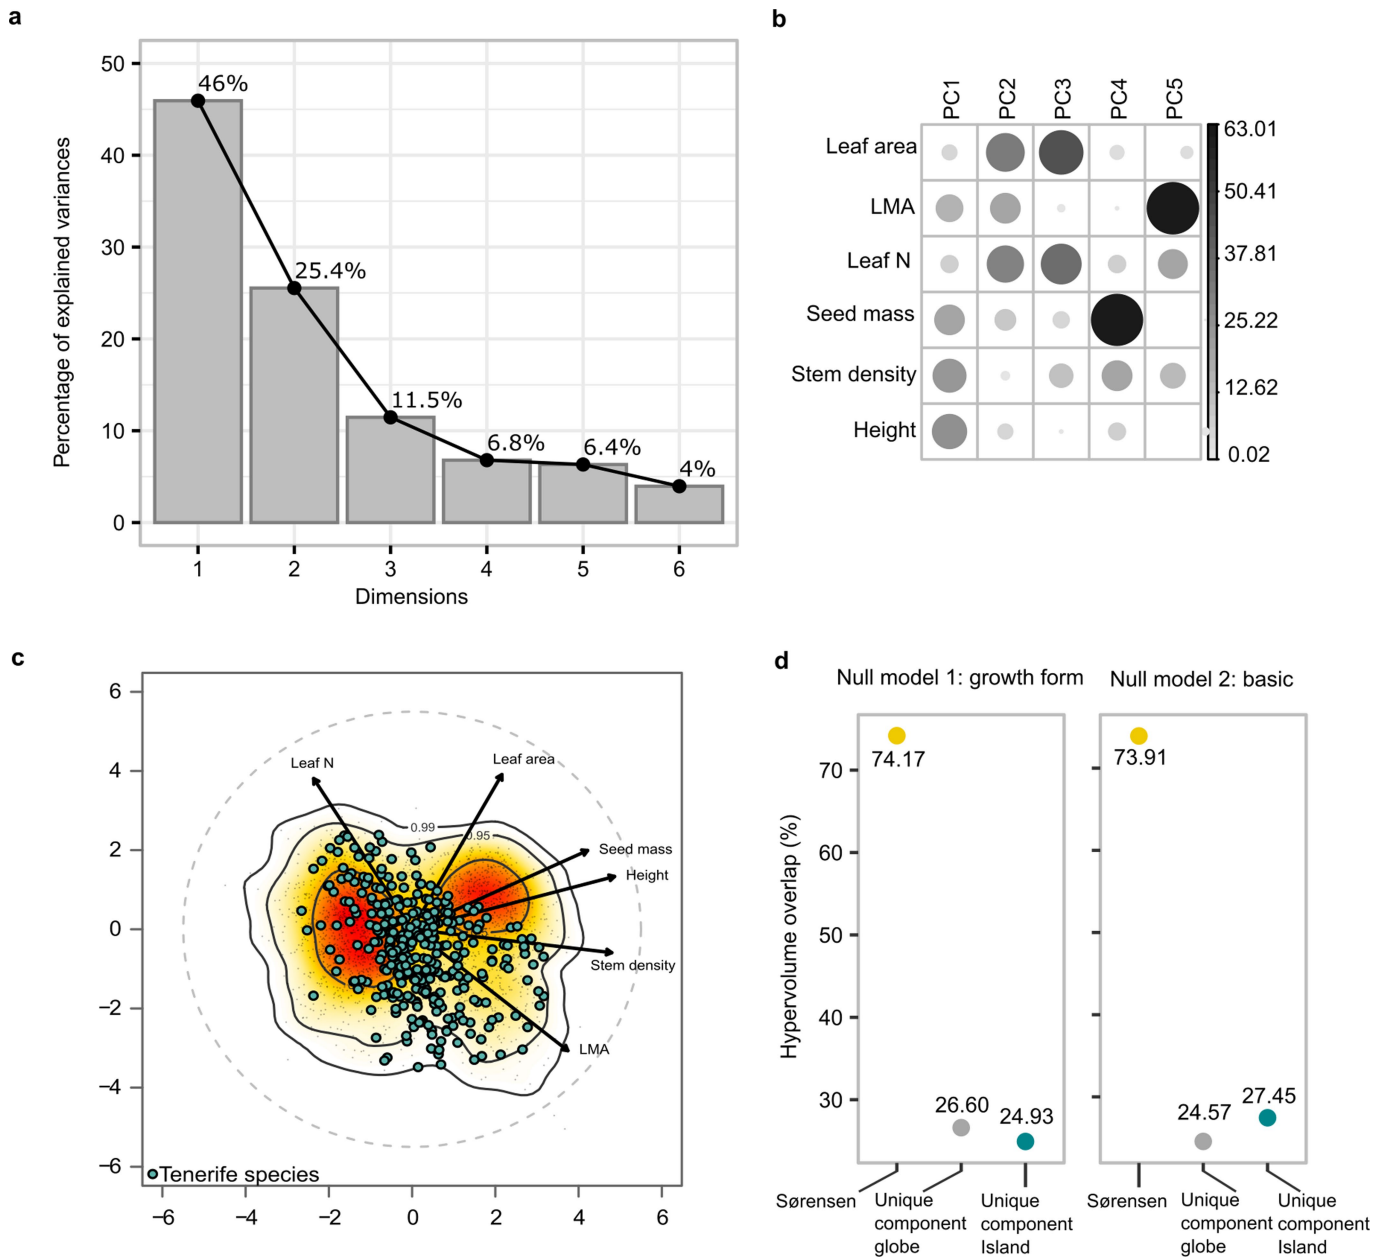 a
50
40
30
20
10
0
Percentage of explained variances
46%
25.4%
11.5%
6.8%
6.4%
4%
1 2 3 4 5 6
Dimensions
b
PC1 PC2 PC3 PC4 PC5
Leaf area
LMA
Leaf N
Seed mass
Stem density
Height
63.01
50.41
37.81
25.22
12.62
0.02
c
6
4
2
0
−2
−4
−6
Leaf N
Leaf area
0.99
0.95
Seed mass
Height
Stem density
LMA
Tenerife species
−6 −4 −2 0 2 4 6
d
Null model 1: growth form
Null model 2: basic
Hypervolume overlap (%)
70
60
50
40
30
74.17
26.60
24.93
73.91
24.57
27.45
Sørensen
Unique
component
globe
Unique
component
Island
Sørensen
Unique
component
globe
Unique
component
Island